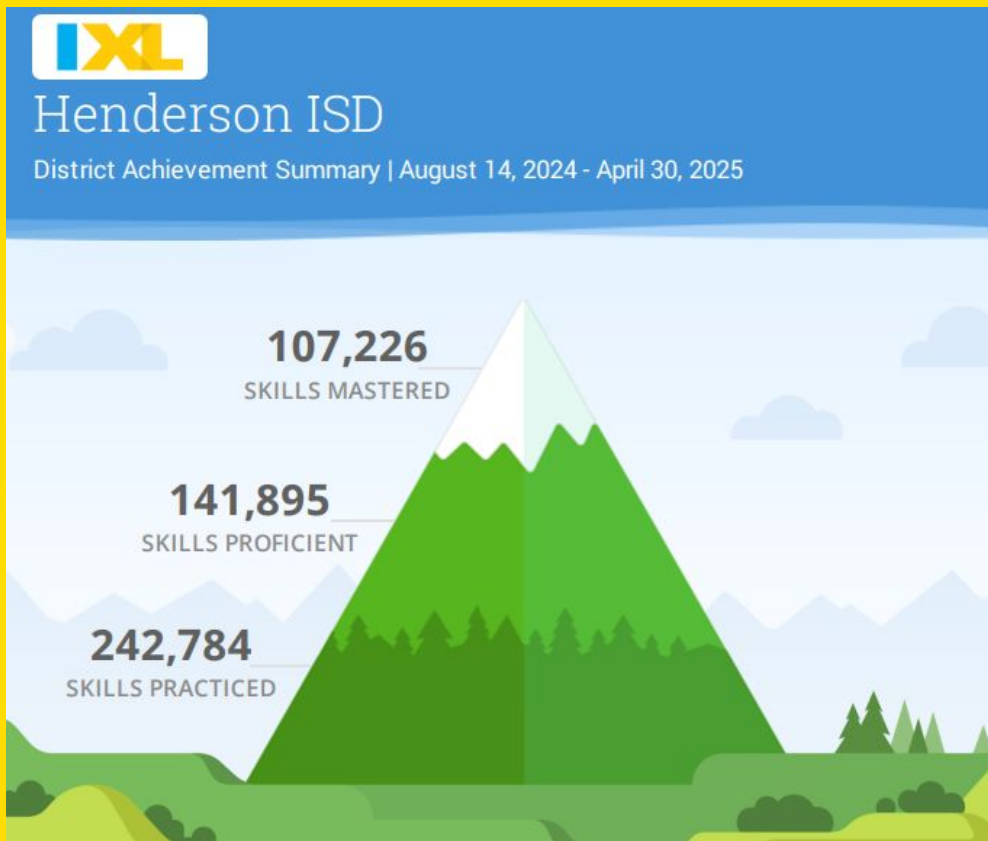 IXL
Henderson ISD
District Achievement Summary | August 14, 2024 - April 30, 2025
107,226
SKILLS MASTERED
141,895
SKILLS PROFICIENT
242,784
SKILLS PRACTICED